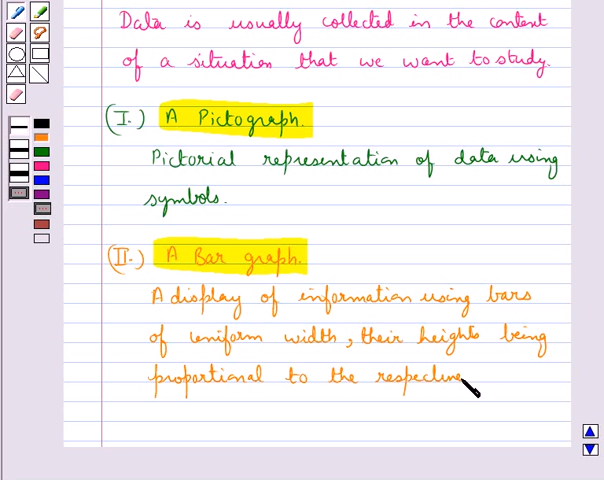 Data is usually collected in the content
of a situation that we want to study.
(I.) A Pictograph.
Pictorial representation of data using
symbols.
(II.) A Bar graph.
A display of information using bars
of uniform width, their heights being
proportional to the respective